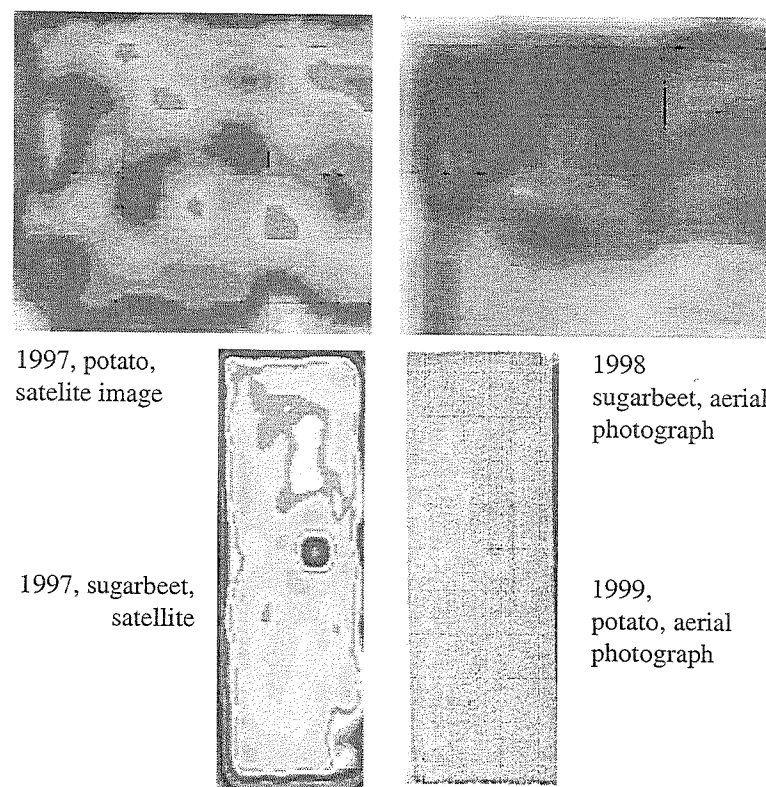 1997, potato,
satelite image
1998
sugarbeet, aerial
photograph
1997, sugarbeet,
satellite
1999,
potato, aerial
photograph